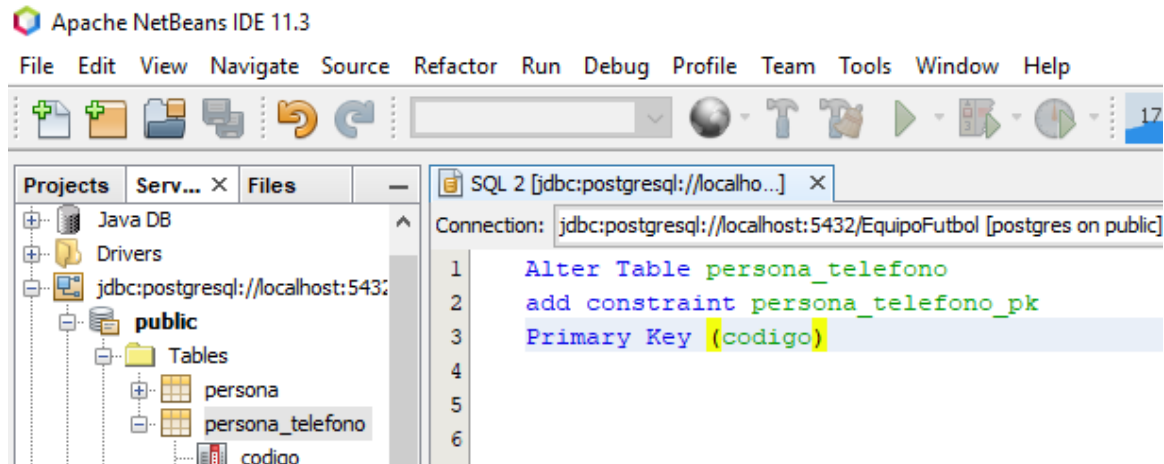 Apache NetBeans IDE 11.3
File Edit View Navigate Source Refactor Run Debug Profile Team Tools Window Help
17
Projects Serv... Files
SQL 2 [jdbc:postgresql://localho...]
Java DB
Connection: jdbc:postgresql://localhost:5432/EquipoFutbol [postgres on public]
Drivers
jdbc:postgresql://localhost:5432
public
Tables
persona
persona_telefono
codigo
1 Alter Table persona_telefono
2 add constraint persona_telefono_pk
3 Primary Key (codigo)
4
5
6